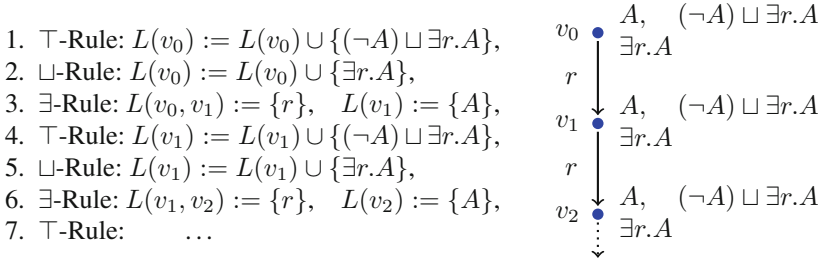 1. ⊤-Rule: L(v₀) := L(v₀) ∪ {(¬A) ⊔ ∃r.A},
2. ⊔-Rule: L(v₀) := L(v₀) ∪ {∃r.A},
3. ∃-Rule: L(v₀, v₁) := {r}, L(v₁) := {A},
4. ⊤-Rule: L(v₁) := L(v₁) ∪ {(¬A) ⊔ ∃r.A},
5. ⊔-Rule: L(v₁) := L(v₁) ∪ {∃r.A},
6. ∃-Rule: L(v₁, v₂) := {r}, L(v₂) := {A},
7. ⊤-Rule: ...
v₀ A, (¬A) ⊔ ∃r.A
∃r.A
r
v₁ A, (¬A) ⊔ ∃r.A
∃r.A
r
v₂ A, (¬A) ⊔ ∃r.A
∃r.A